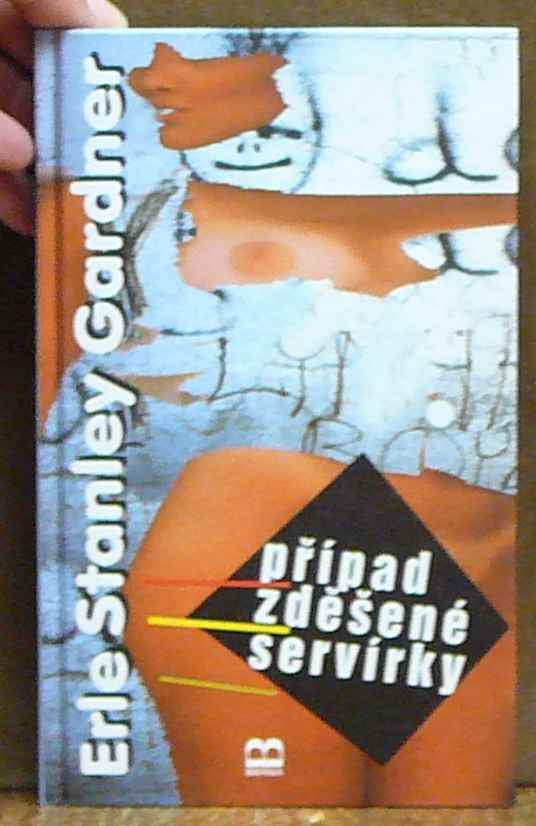 Erle Stanley Gardner
případ
zděšené
servírky
B